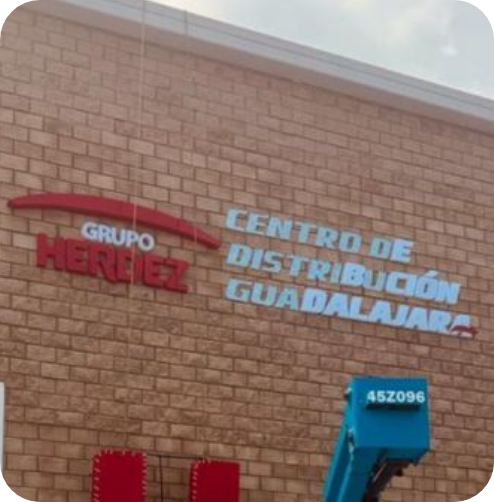 GRUPO
HERDEZ
CENTRO DE
DISTRIBUCIÓN
GUADALAJARA
45Z096